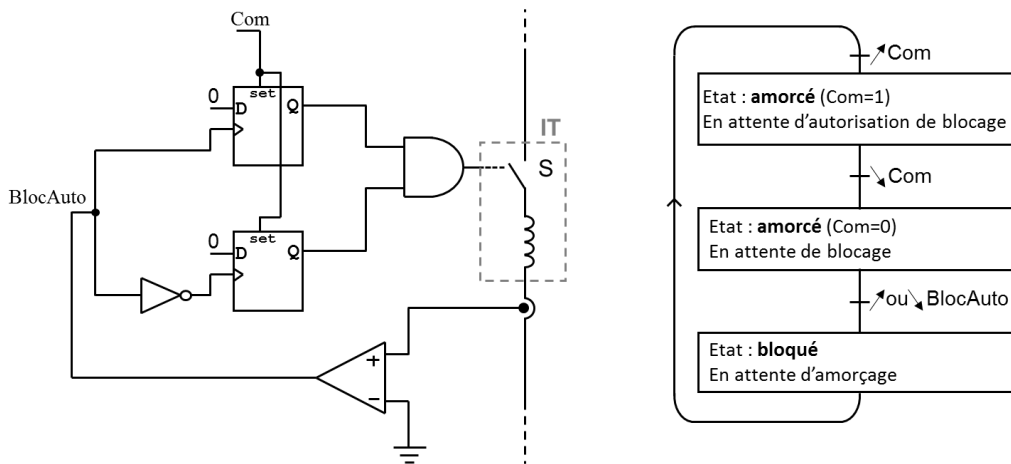 Com
0
D
set
Q
IT
S
BlocAuto
0
D
set
Q
+
−
↗Com
Etat : amorcé (Com=1)
En attente d'autorisation de blocage
↘Com
Etat : amorcé (Com=0)
En attente de blocage
↗ou↘BlocAuto
Etat : bloqué
En attente d'amorçage